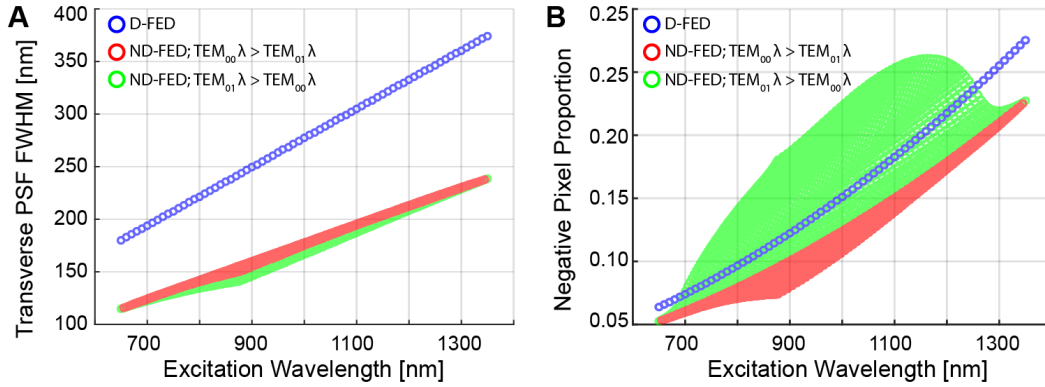 A
Transverse PSF FWHM [nm]
400
350
300
250
200
150
100
D-FED
ND-FED; TEM₀₀ λ > TEM₀₁ λ
ND-FED; TEM₀₁ λ > TEM₀₀ λ
700 900 1100 1300
Excitation Wavelength [nm]
B
Negative Pixel Proportion
0.25
0.25
0.20
0.15
0.10
0.05
D-FED
ND-FED; TEM₀₀ λ > TEM₀₁ λ
ND-FED; TEM₀₁ λ > TEM₀₀ λ
700 900 1100 1300
Excitation Wavelength [nm]